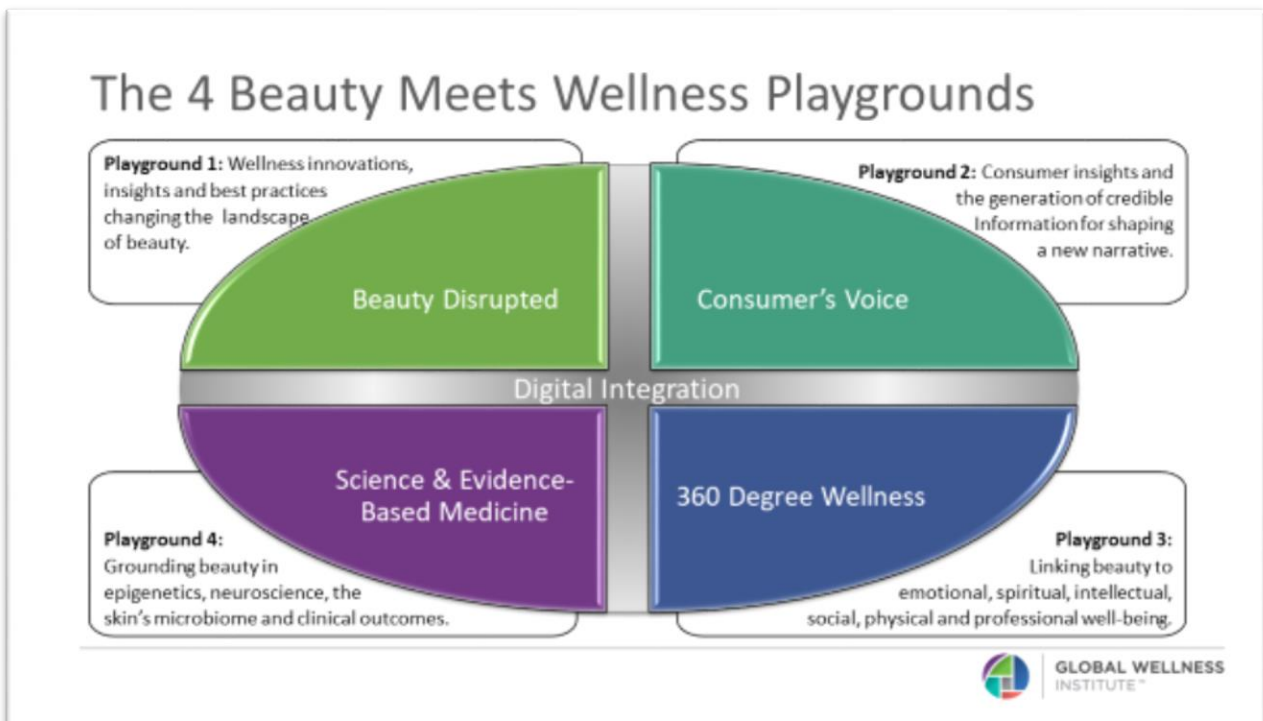 The 4 Beauty Meets Wellness Playgrounds
Playground 1: Wellness innovations,
insights and best practices
changing the landscape
of beauty.
Playground 2: Consumer insights and
the generation of credible
Information for shaping
a new narrative.
Beauty Disrupted
Consumer's Voice
Digital Integration
Science & Evidence-
Based Medicine
360 Degree Wellness
Playground 4:
Grounding beauty in
epigenetics, neuroscience, the
skin's microbiome and clinical outcomes.
Playground 3:
Linking beauty to
emotional, spiritual, intellectual,
social, physical and professional well-being.
GLOBAL WELLNESS
INSTITUTE™